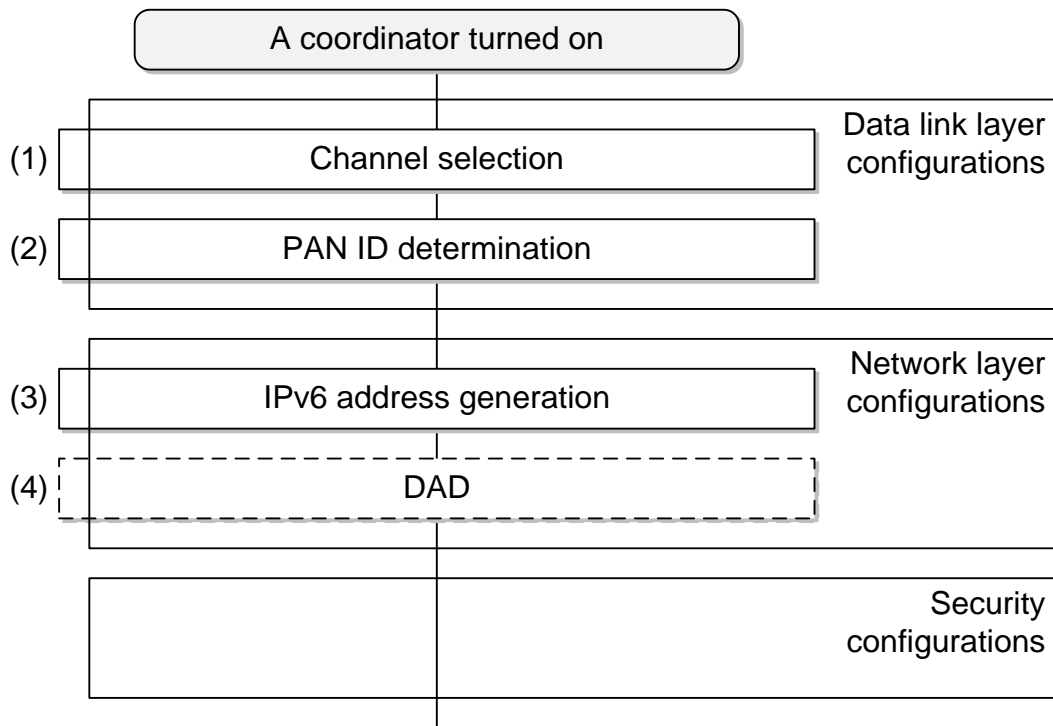 A coordinator turned on
Data link layer
configurations
(1)
Channel selection
(2)
PAN ID determination
Network layer
configurations
(3)
IPv6 address generation
(4)
DAD
Security
configurations